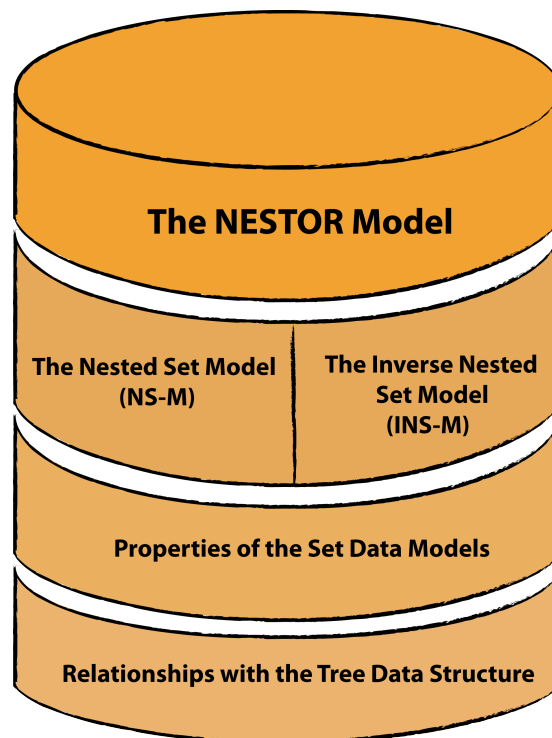 The NESTOR Model
The Nested Set Model
(NS-M)
The Inverse Nested
Set Model
(INS-M)
Properties of the Set Data Models
Relationships with the Tree Data Structure